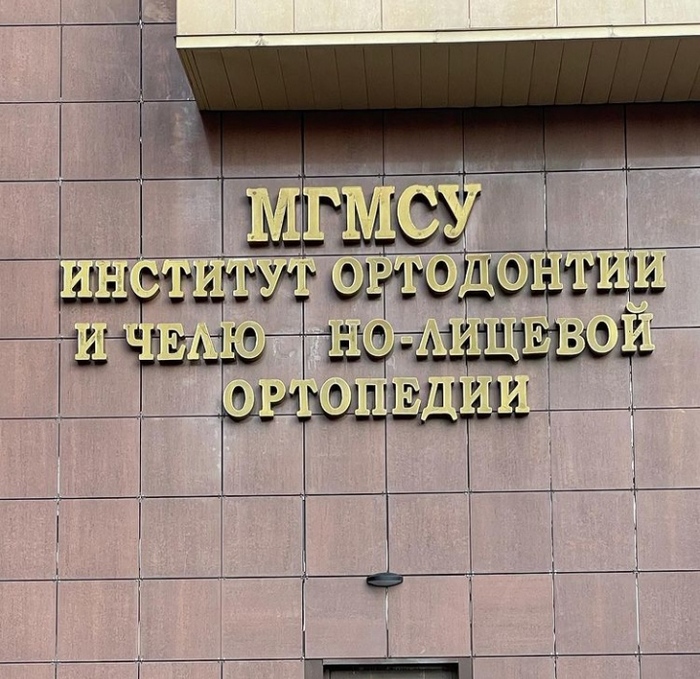 МГМСУ
ИНСТИТУТ ОРТОДОНТИИ
И ЧЕЛЮ НО-ЛИЦЕВОЙ
ОРТОПЕДИИ